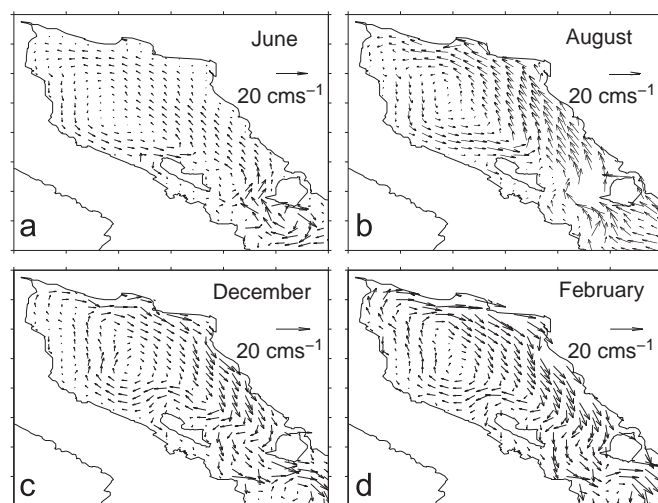 June
20 cms⁻¹
a
August
20 cms⁻¹
b
December
20 cms⁻¹
c
February
20 cms⁻¹
d